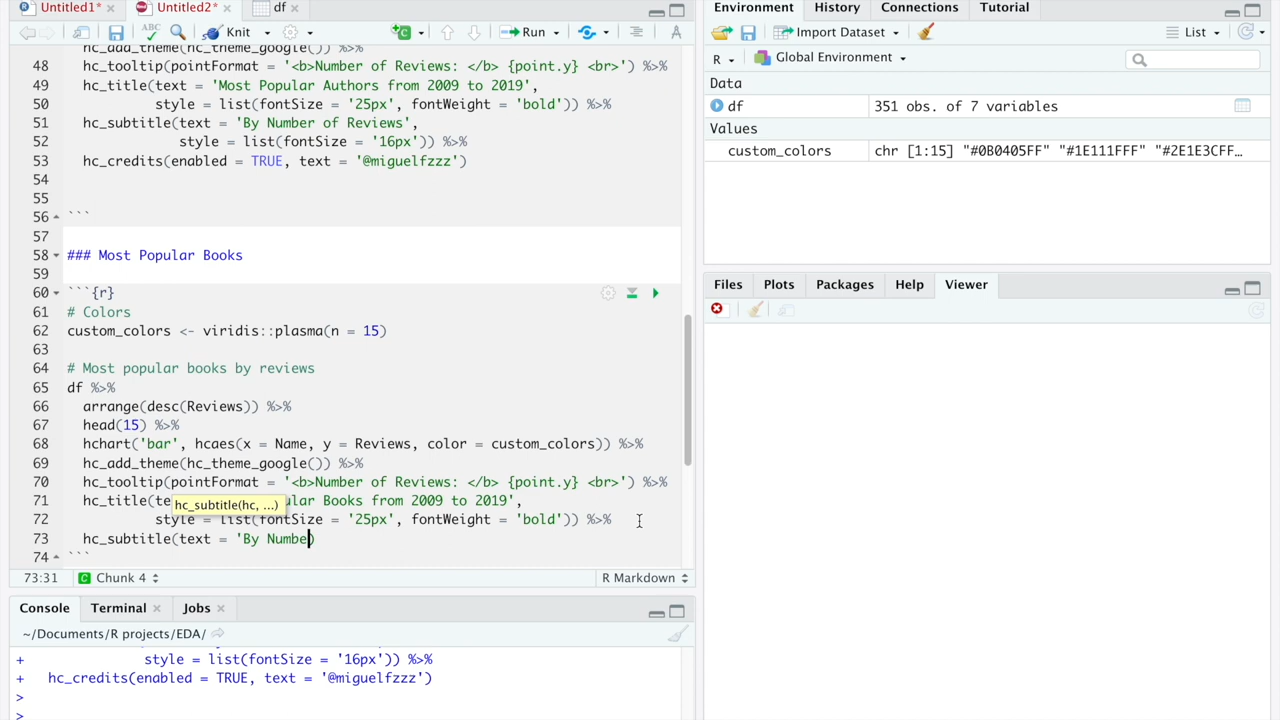 Untitled1*
Untitled2*
df
Environment
History
Connections
Tutorial
ABC
Knit
Run
Import Dataset
List
R
Global Environment
Data
df
351 obs. of 7 variables
Values
custom_colors
chr [1:15] "#0B0405FF" "#1E111FFF" "#2E1E3CFF…
hc_add_theme(hc_theme_google()) %>%
48 hc_tooltip(pointFormat = '<b>Number of Reviews: </b> {point.y} <br>') %>%
49 hc_title(text = 'Most Popular Authors from 2009 to 2019',
50 style = list(fontSize = '25px', fontWeight = 'bold')) %>%
51 hc_subtitle(text = 'By Number of Reviews',
52 style = list(fontSize = '16px')) %>%
53 hc_credits(enabled = TRUE, text = '@miguelfzzz')
54
55
56 ```
57
58 ### Most Popular Books
59
60 ```{r}
61 # Colors
62 custom_colors <- viridis::plasma(n = 15)
63
64 # Most popular books by reviews
65 df %>%
66 arrange(desc(Reviews)) %>%
67 head(15) %>%
68 hchart('bar', hcaes(x = Name, y = Reviews, color = custom_colors)) %>%
69 hc_add_theme(hc_theme_google()) %>%
70 hc_tooltip(pointFormat = '<b>Number of Reviews: </b> {point.y} <br>') %>%
71 hc_title(te
hc_subtitle(hc, ...)
ular Books from 2009 to 2019',
72 style = list(fontSize = '25px', fontWeight = 'bold')) %>%
73 hc_subtitle(text = 'By Numbe)
74 ```
73:31
Chunk 4
R Markdown
Files
Plots
Packages
Help
Viewer
Console
Terminal
Jobs
~/Documents/R projects/EDA/
+ style = list(fontSize = '16px')) %>%
+ hc_credits(enabled = TRUE, text = '@miguelfzzz')
>
>